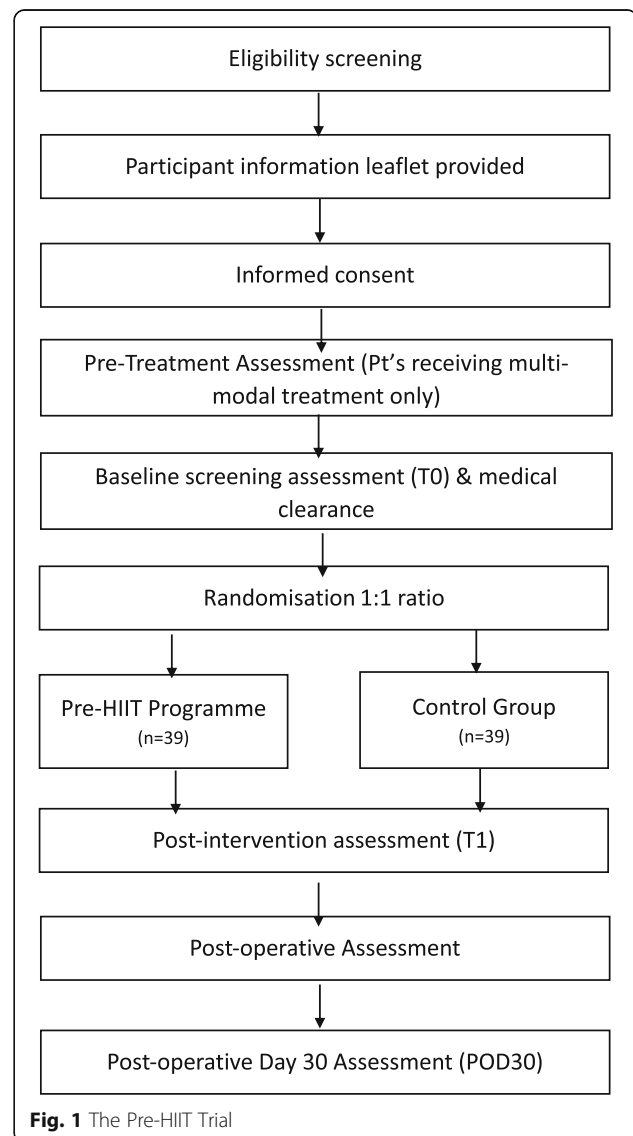 Eligibility screening
Participant information leaflet provided
Informed consent
Pre-Treatment Assessment (Pt's receiving multi-
modal treatment only)
Baseline screening assessment (T0) & medical
clearance
Randomisation 1:1 ratio
Pre-HIIT Programme
(n=39)
Control Group
(n=39)
Post-intervention assessment (T1)
Post-operative Assessment
Post-operative Day 30 Assessment (POD30)
Fig. 1 The Pre-HIIT Trial